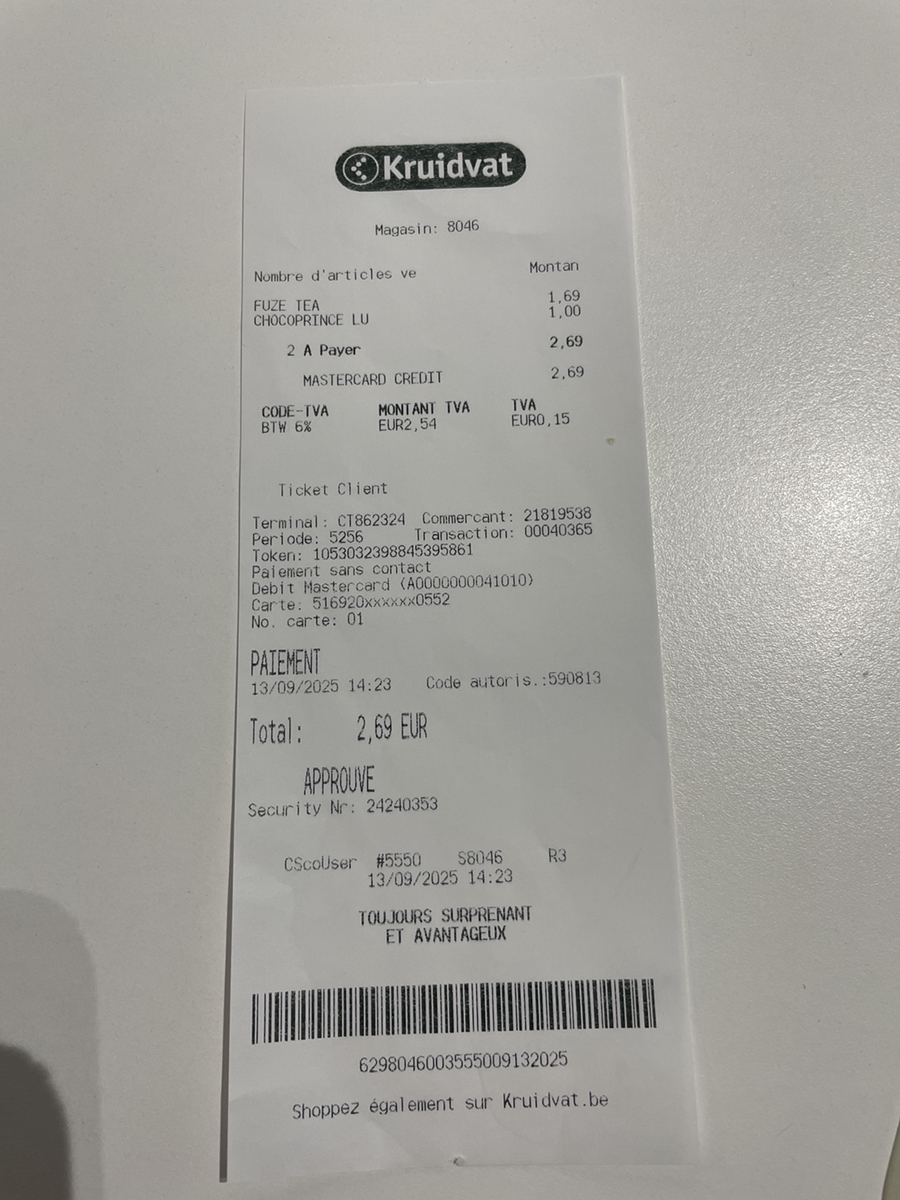 Kruidvat
Magasin: 8046
Nombre d'articles ve Montan
FUZE TEA 1,69
CHOCOPRINCE LU 1,00
2 A Payer 2,69
MASTERCARD CREDIT 2,69
CODE-TVA MONTANT TVA TVA
BTW 6% EUR2,54 EUR0,15
Ticket Client
Terminal: CT862324 Commercant: 21819538
Periode: 5256 Transaction: 00040365
Token: 1053032398845395861
Paiement sans contact
Debit Mastercard (A0000000041010)
Carte: 516920xxxxxx0552
No. carte: 01
PAIEMENT
13/09/2025 14:23 Code autoris.:590813
Total: 2,69 EUR
APPROUVE
Security Nr: 24240353
CScoUser #5550 S8046 R3
13/09/2025 14:23
TOUJOURS SURPRENANT
ET AVANTAGEUX
6298046003555009132025
Shoppez également sur Kruidvat.be